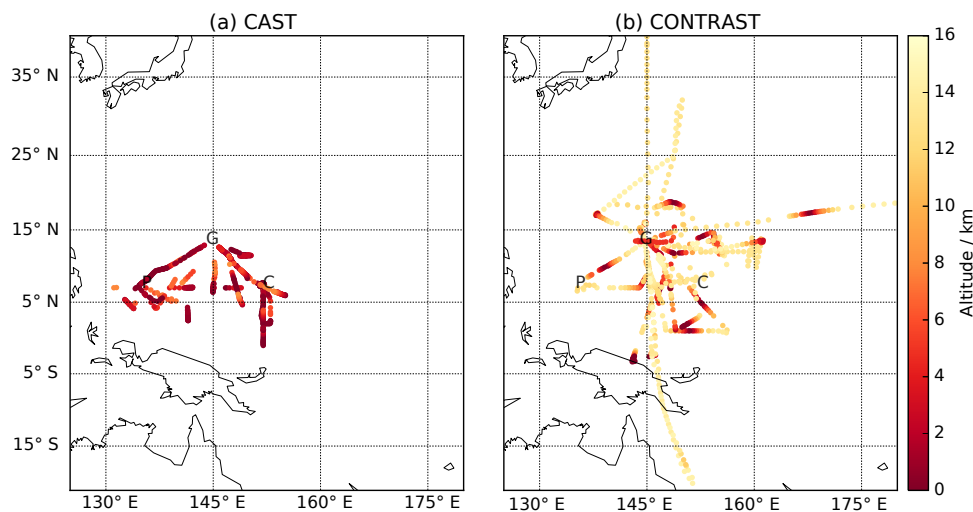 (a) CAST
(b) CONTRAST
35° N
25° N
15° N
5° N
5° S
15° S
G
P
C
G
P
C
130° E
145° E
160° E
175° E
130° E
145° E
160° E
175° E
16
14
12
10
8
6
4
2
0
Altitude / km